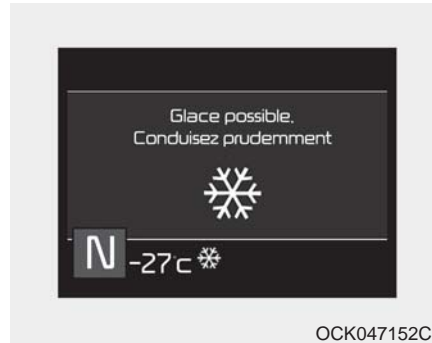 Glace possible.
Conduisez prudemment
N -27°C
OCK047152C